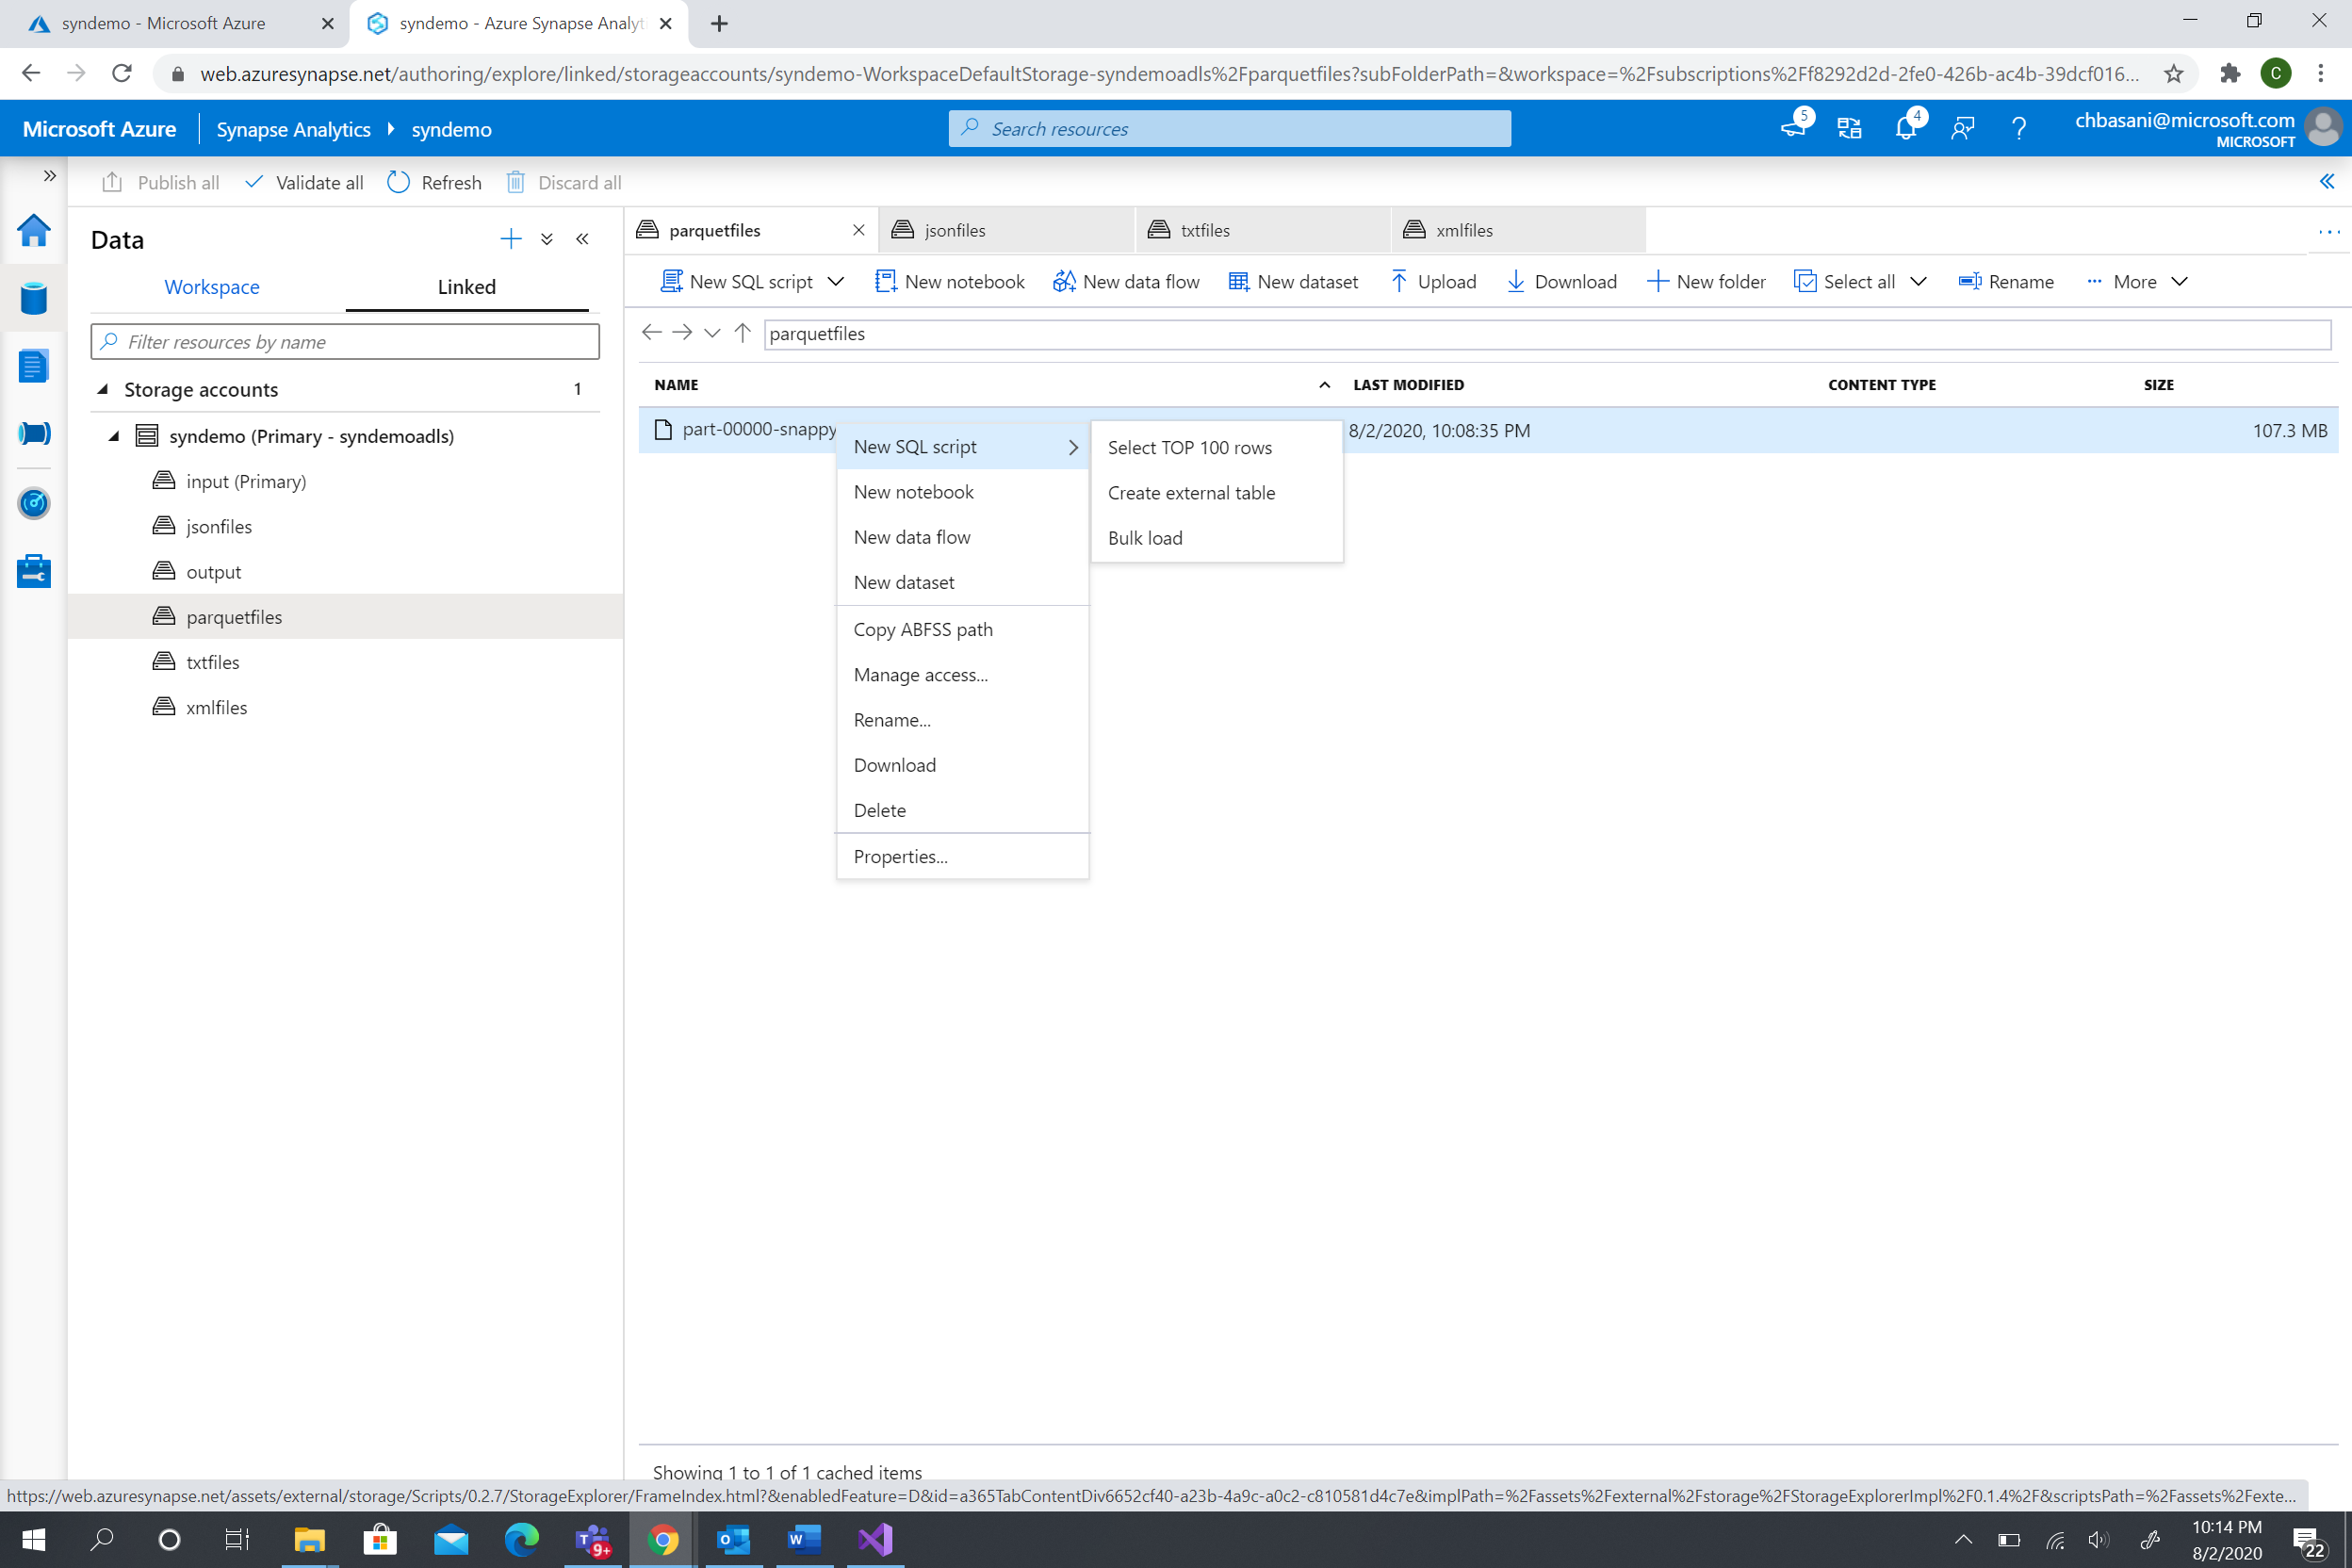 syndemo - Microsoft Azure
syndemo - Azure Synapse Analyt
web.azuresynapse.net/authoring/explore/linked/storageaccounts/syndemo-WorkspaceDefaultStorage-syndemoadls%2Fparquetfiles?subFolderPath=&workspace=%2Fsubscriptions%2Ff8292d2d-2fe0-426b-ac4b-39dcf016...
C
Microsoft Azure
Synapse Analytics
syndemo
Search resources
5
4
chbasani@microsoft.com
MICROSOFT
Publish all
Validate all
Refresh
Discard all
Data
Workspace
Linked
Filter resources by name
Storage accounts
1
syndemo (Primary - syndemoadls)
input (Primary)
jsonfiles
output
parquetfiles
txtfiles
xmlfiles
parquetfiles
jsonfiles
txtfiles
xmlfiles
New SQL script
New notebook
New data flow
New dataset
Upload
Download
New folder
Select all
Rename
More
parquetfiles
NAME
LAST MODIFIED
CONTENT TYPE
SIZE
part-00000-snappy
8/2/2020, 10:08:35 PM
107.3 MB
New SQL script
New notebook
New data flow
New dataset
Copy ABFSS path
Manage access...
Rename...
Download
Delete
Properties...
Select TOP 100 rows
Create external table
Bulk load
Showing 1 to 1 of 1 cached items
https://web.azuresynapse.net/assets/external/storage/Scripts/0.2.7/StorageExplorer/FrameIndex.html?&enabledFeature=D&id=a365TabContentDiv6652cf40-a23b-4a9c-a0c2-c810581d4c7e&implPath=%2Fassets%2Fexternal%2Fstorage%2FStorageExplorerImpl%2F0.1.4%2F&scriptsPath=%2Fassets%2Fexte...
9+
10:14 PM
8/2/2020
22